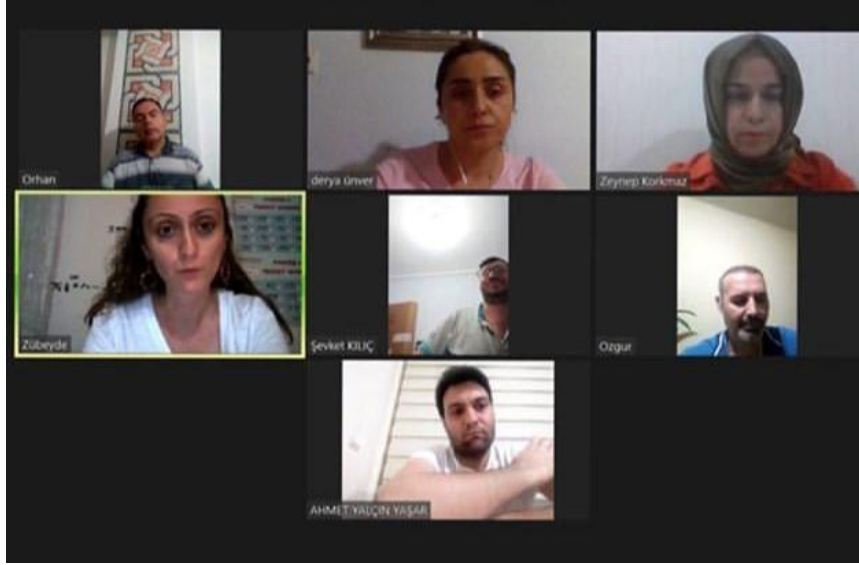 Orhan
derya ünver
Zeynep Korkmaz
Zübeyde
Şevket KILIÇ
Ozgur
AHMET YALÇIN YAŞAR